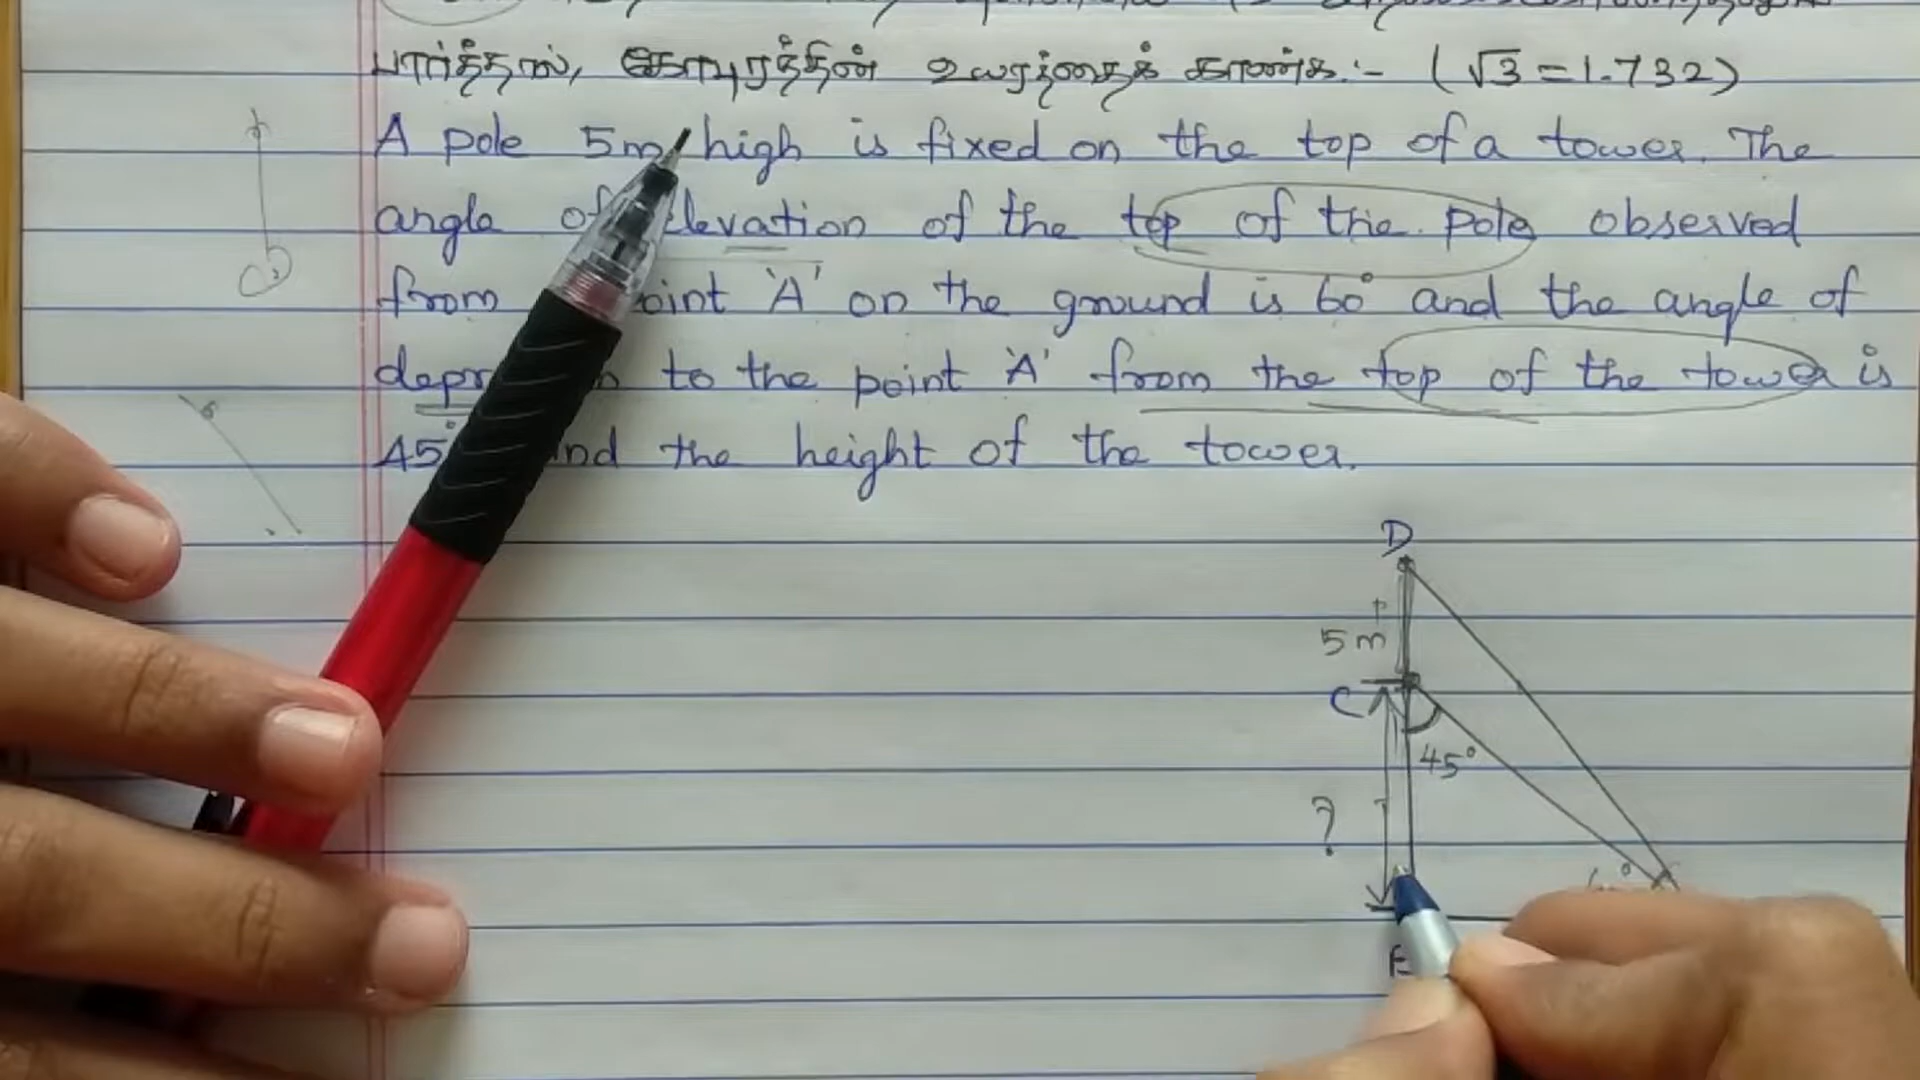 பார்த்தால், கோபுரத்தின் உயரத்தைக் காண்க:- (√3 = 1.732)
A pole 5m high is fixed on the top of a tower. The
angle of elevation of the top of the pole observed
from oint 'A' on the ground is 60° and the angle of
depr n to the point 'A' from the top of the tower is
45° nd the height of the tower.
D
5m
C
45°
?